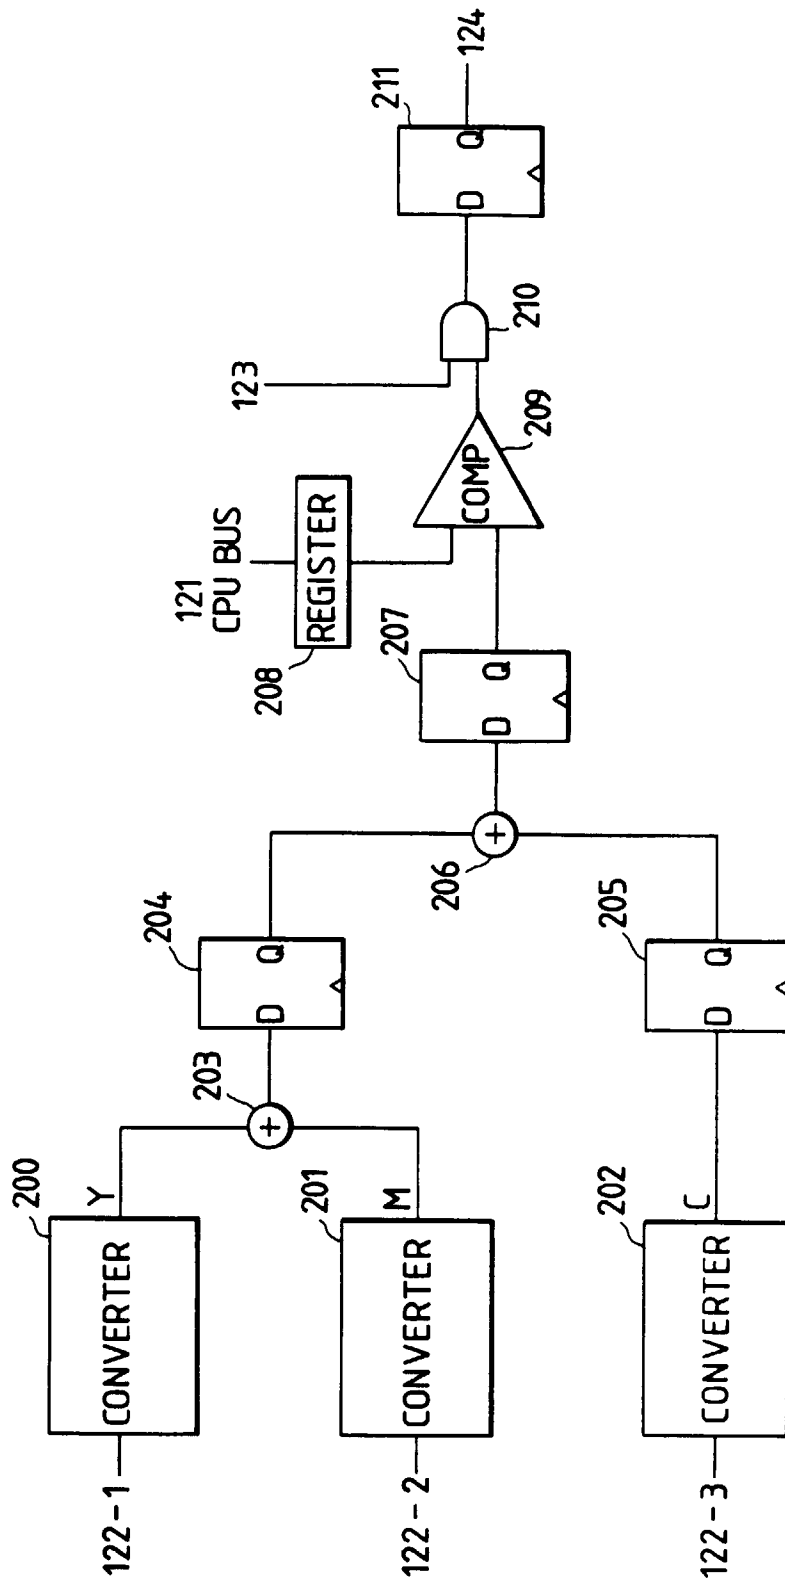 122-1
CONVERTER
200
Y
122-2
CONVERTER
201
M
122-3
CONVERTER
202
C
203
204
D Q
205
D Q
206
207
D Q
121
CPU BUS
208
REGISTER
COMP
209
123
210
211
D Q
124